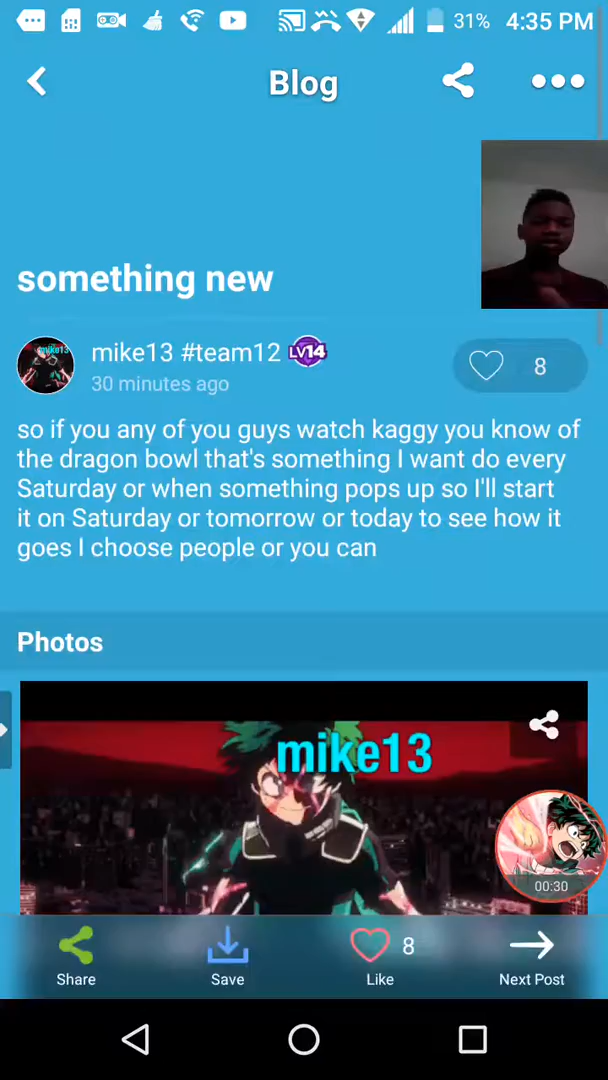 31% 4:35 PM
Blog
something new
mike13 #team12 LV14
30 minutes ago
8
so if you any of you guys watch kaggy you know of
the dragon bowl that's something I want do every
Saturday or when something pops up so I'll start
it on Saturday or tomorrow or today to see how it
goes I choose people or you can
Photos
mike13
00:30
8
Share Save Like Next Post